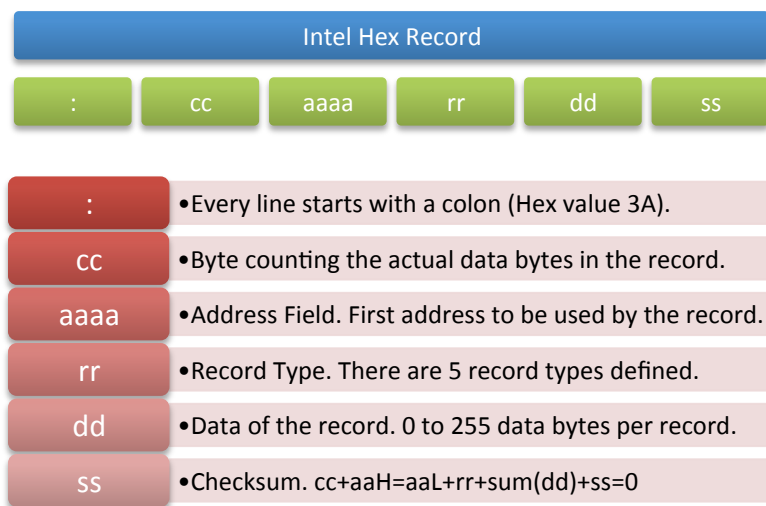 Intel Hex Record
: cc aaaa rr dd ss
: •Every line starts with a colon (Hex value 3A).
cc •Byte counting the actual data bytes in the record.
aaaa •Address Field. First address to be used by the record.
rr •Record Type. There are 5 record types defined.
dd •Data of the record. 0 to 255 data bytes per record.
ss •Checksum. cc+aaH=aaL+rr+sum(dd)+ss=0